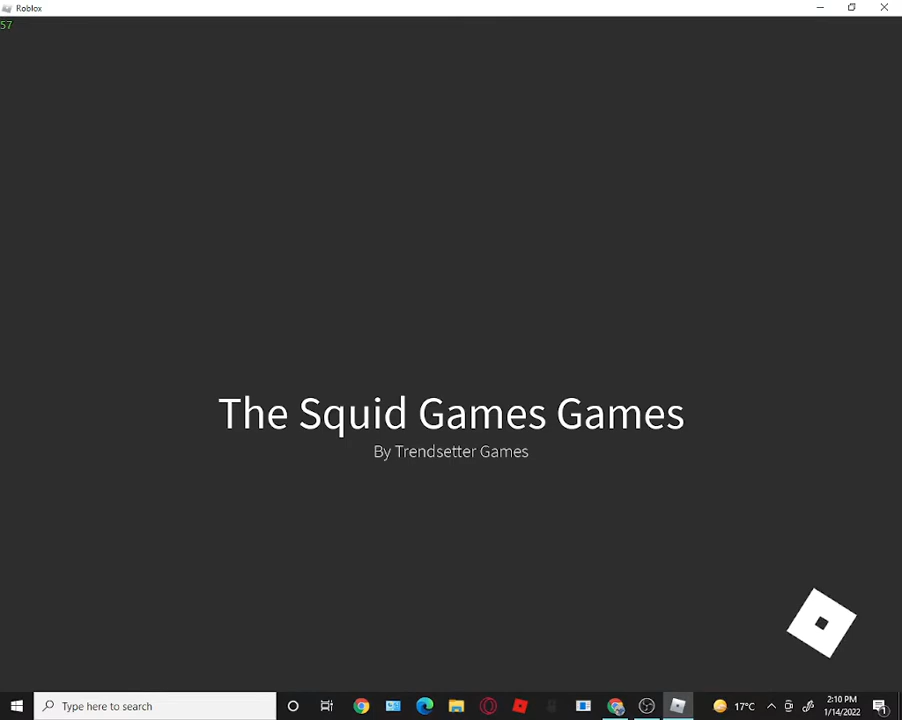 Roblox
57
The Squid Games Games
By Trendsetter Games
Type here to search
17°C
2:10 PM
1/14/2022
1